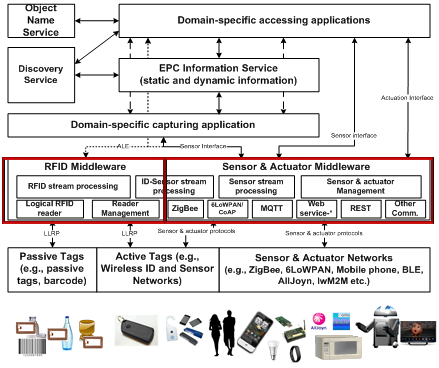 Object
Name
Service
Domain-specific accessing applications
Discovery
Service
EPC Information Service
(static and dynamic information)
Actuation Interface
Domain-specific capturing application
Sensor interface
ALE
Sensor Interface
RFID Middleware
Sensor & Actuator Middleware
RFID stream processing
ID-Sensor stream
processing
Sensor stream
processing
Sensor & actuator
Management
Logical RFID
reader
Reader
Management
ZigBee
6LoWPAN/
CoAP
MQTT
Web
service-*
REST
Other
Comm.
LLRP
LLRP
Sensor & actuator protocols
Sensor & actuator protocols
Passive Tags
(e.g., passive
tags, barcode)
Active Tags (e.g.,
Wireless ID and Sensor
Networks)
Sensor & Actuator Networks
(e.g., ZigBee, 6LoWPAN, Mobile phone, BLE,
AllJoyn, lwM2M etc.)
AllJoyn